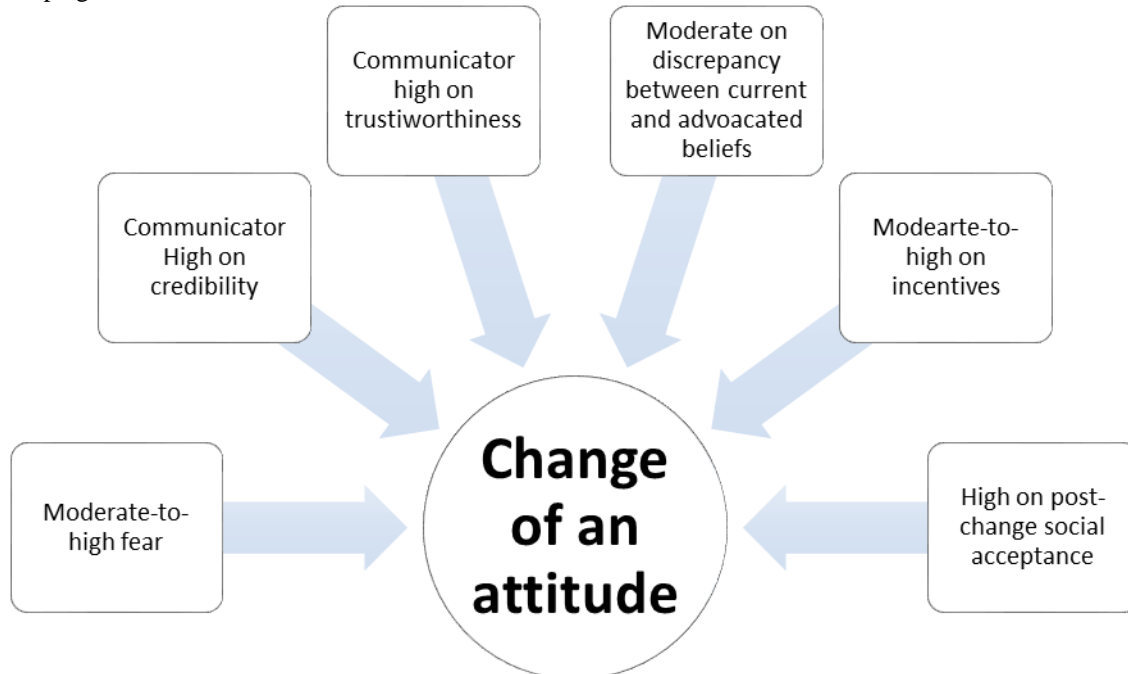 Moderate-to-
high fear
Communicator
High on
credibility
Communicator
high on
trustiworthiness
Moderate on
discrepancy
between current
and advoacated
beliefs
Modearte-to-
high on
incentives
High on post-
change social
acceptance
Change
of an
attitude